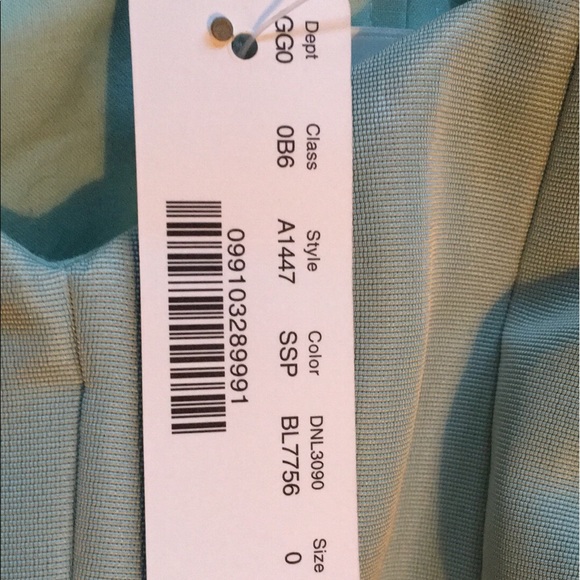 Dept Class Style Color DNL3090 Size
GG0 0B6 A1447 SSP BL7756 0
099103289991